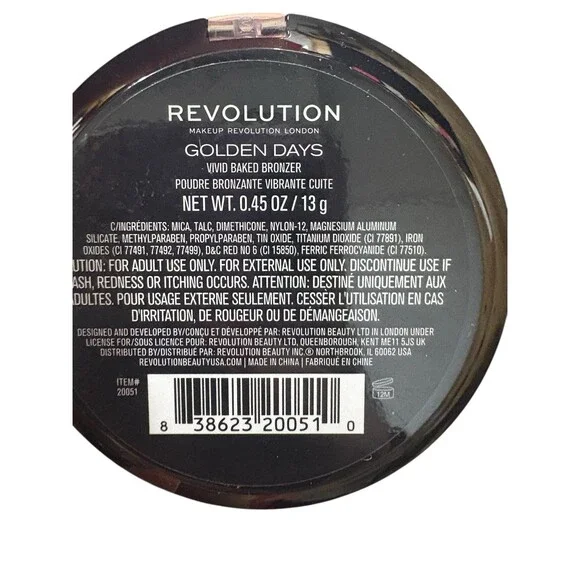 REVOLUTION
MAKEUP REVOLUTION LONDON
GOLDEN DAYS
VIVID BAKED BRONZER
POUDRE BRONZANTE VIBRANTE CUITE
NET WT. 0.45 OZ / 13 g
C/INGRÉDIENTS: MICA, TALC, DIMETHICONE, NYLON-12, MAGNESIUM ALUMINUM
SILICATE, METHYLPARABEN, PROPYLPARABEN, TIN OXIDE, TITANIUM DIOXIDE (CI 77891), IRON
OXIDES (CI 77491, 77492, 77499), D&C RED NO 6 (CI 15850), FERRIC FERROCYANIDE (CI 77510).
UTION: FOR ADULT USE ONLY. FOR EXTERNAL USE ONLY. DISCONTINUE USE IF
ASH, REDNESS OR ITCHING OCCURS. ATTENTION: DESTINÉ UNIQUEMENT AUX
ADULTES. POUR USAGE EXTERNE SEULEMENT. CESSER L'UTILISATION EN CAS
D'IRRITATION, DE ROUGEUR OU DE DÉMANGEAISON.
DESIGNED AND DEVELOPED BY/CONÇU ET DÉVELOPPÉ PAR: REVOLUTION BEAUTY LTD IN LONDON UNDER
LICENSE FOR/SOUS LICENCE POUR: REVOLUTION BEAUTY LTD, QUEENBOROUGH, KENT ME11 5JS UK
DISTRIBUTED BY/DISTRIBUÉ PAR: REVOLUTION BEAUTY INC.® NORTHBROOK, IL 60062 USA
REVOLUTIONBEAUTYUSA.COM | MADE IN CHINA | FABRIQUÉ EN CHINE
ITEM#
20051
12M
8 38623 20051 0